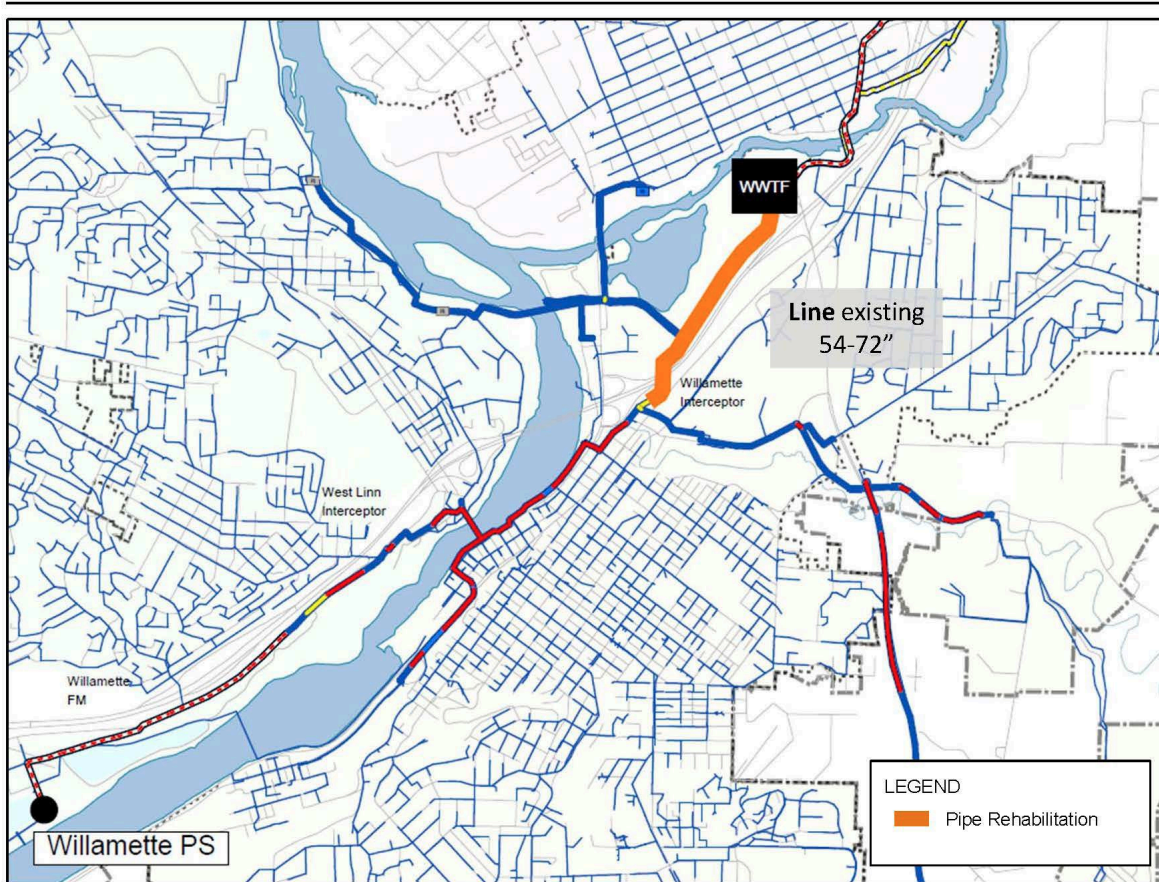 WWTF
Line existing
54-72”
Willamette
Interceptor
West Linn
Interceptor
Willamette
FM
Willamette PS
LEGEND
Pipe Rehabilitation